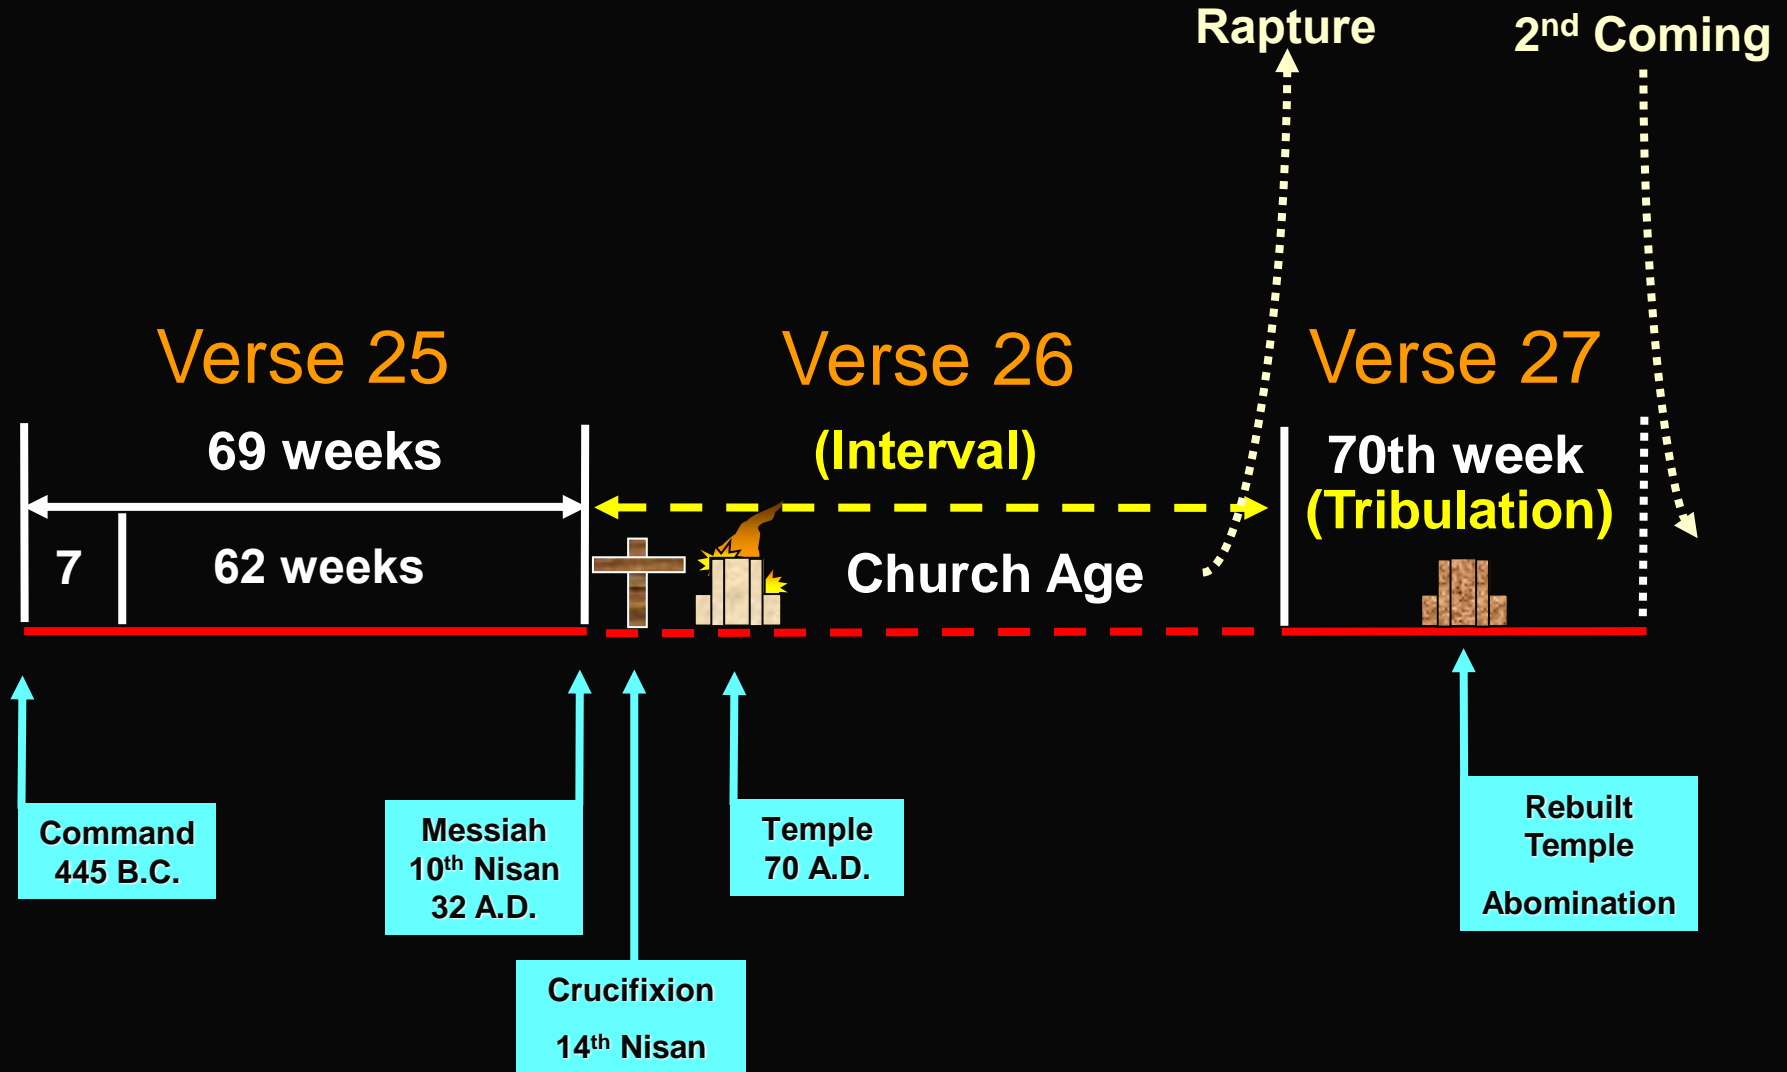 Rapture
2nd Coming
Verse 25
Verse 26
Verse 27
69 weeks
(Interval)
70th week
(Tribulation)
7
62 weeks
Church Age
Command
445 B.C.
Messiah
10th Nisan
32 A.D.
Temple
70 A.D.
Rebuilt
Temple
Abomination
Crucifixion
14th Nisan